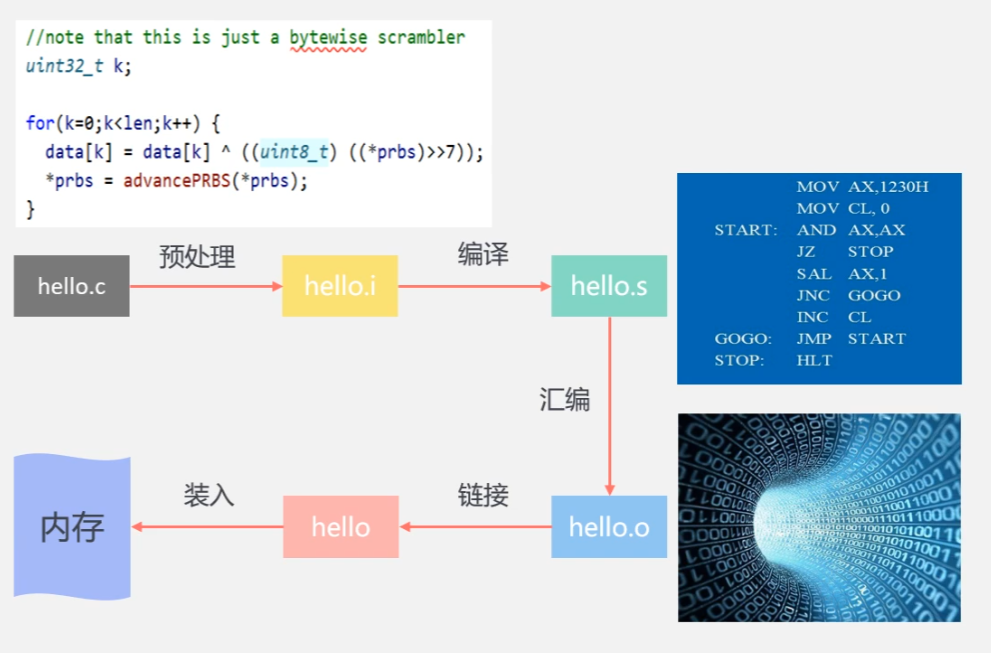 //note that this is just a bytewise scrambler
uint32_t k;
for(k=0;k<len;k++) {
data[k] = data[k] ^ ((uint8_t) ((*prbs)>>7));
*prbs = advancePRBS(*prbs);
}
hello.c
预处理
hello.i
编译
hello.s
MOV AX,1230H
MOV CL, 0
START: AND AX,AX
JZ STOP
SAL AX,1
JNC GOGO
INC CL
GOGO: JMP START
STOP: HLT
汇编
hello.o
链接
hello
装入
内存